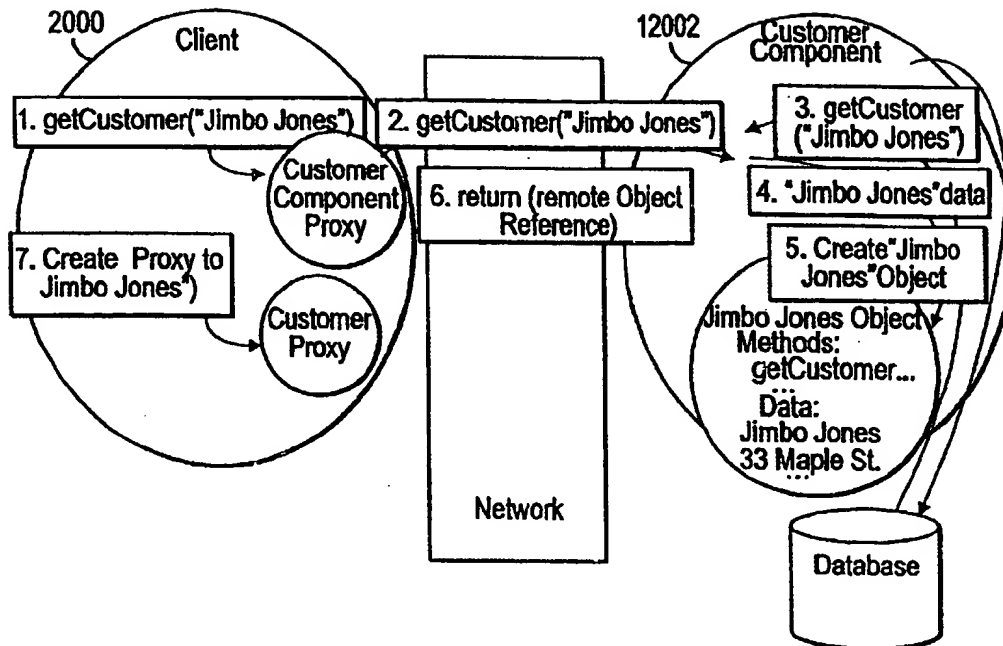 2000
Client
12002
Customer
Component
1. getCustomer("Jimbo Jones")
2. getCustomer("Jimbo Jones")
3. getCustomer
("Jimbo Jones")
Customer
Component
Proxy
6. return (remote Object
Reference)
4. "Jimbo Jones"data
7. Create Proxy to
Jimbo Jones")
5. Create"Jimbo
Jones"Object
Customer
Proxy
Jimbo Jones Object
Methods:
getCustomer...
...
Data:
Jimbo Jones
33 Maple St.
...
Network
Database